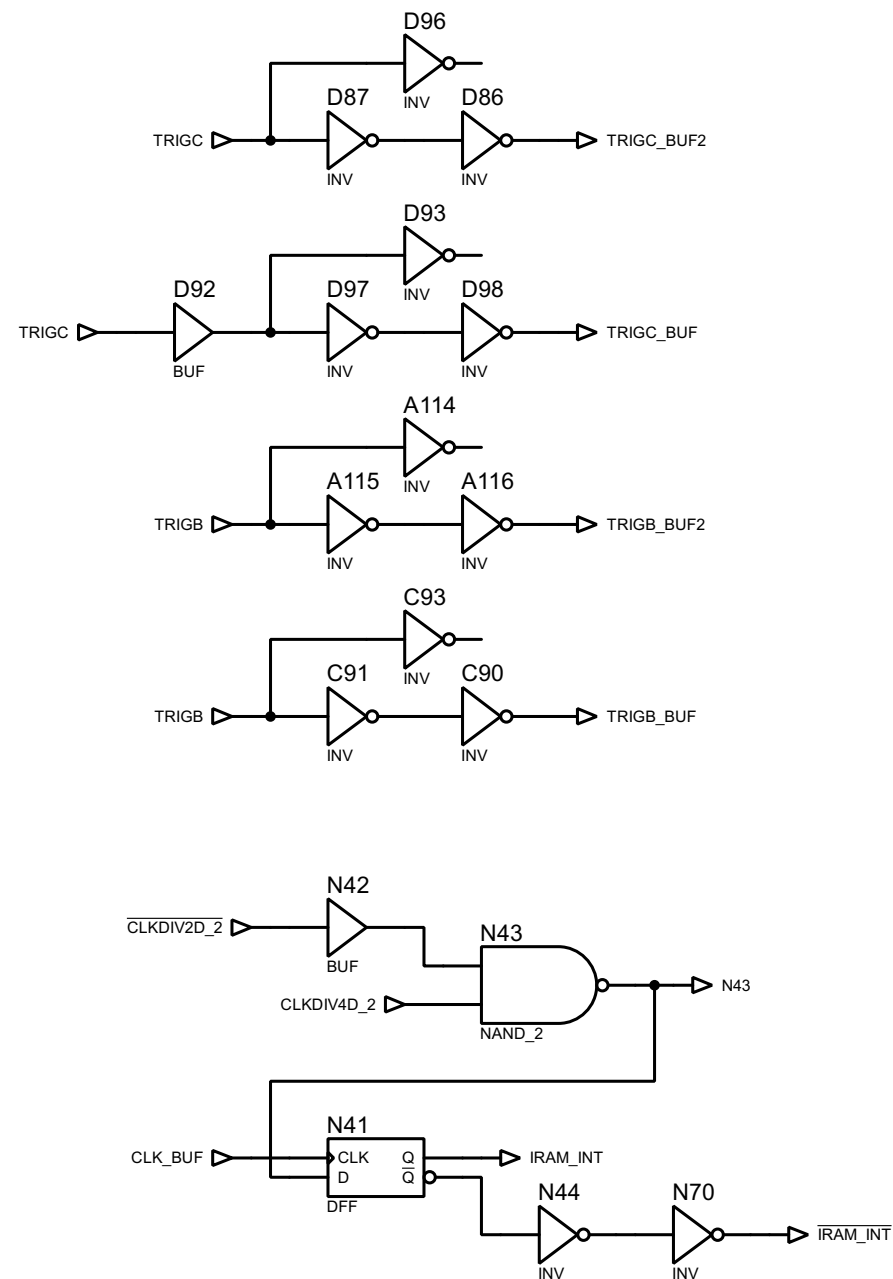 D96
INV
D87 D86
TRIGC TRIGC_BUF2
INV INV
D93
INV
D92 D97 D98
TRIGC TRIGC_BUF
BUF INV INV
A114
INV
A115 A116
TRIGB TRIGB_BUF2
INV INV
C93
INV
C91 C90
TRIGB TRIGB_BUF
INV INV
N42
CLKDIV2D_2
N43
BUF
N43
CLKDIV4D_2
NAND_2
N41
CLK_BUF CLK Q IRAM_INT
D Q
DFF N44 N70
IRAM_INT
INV INV